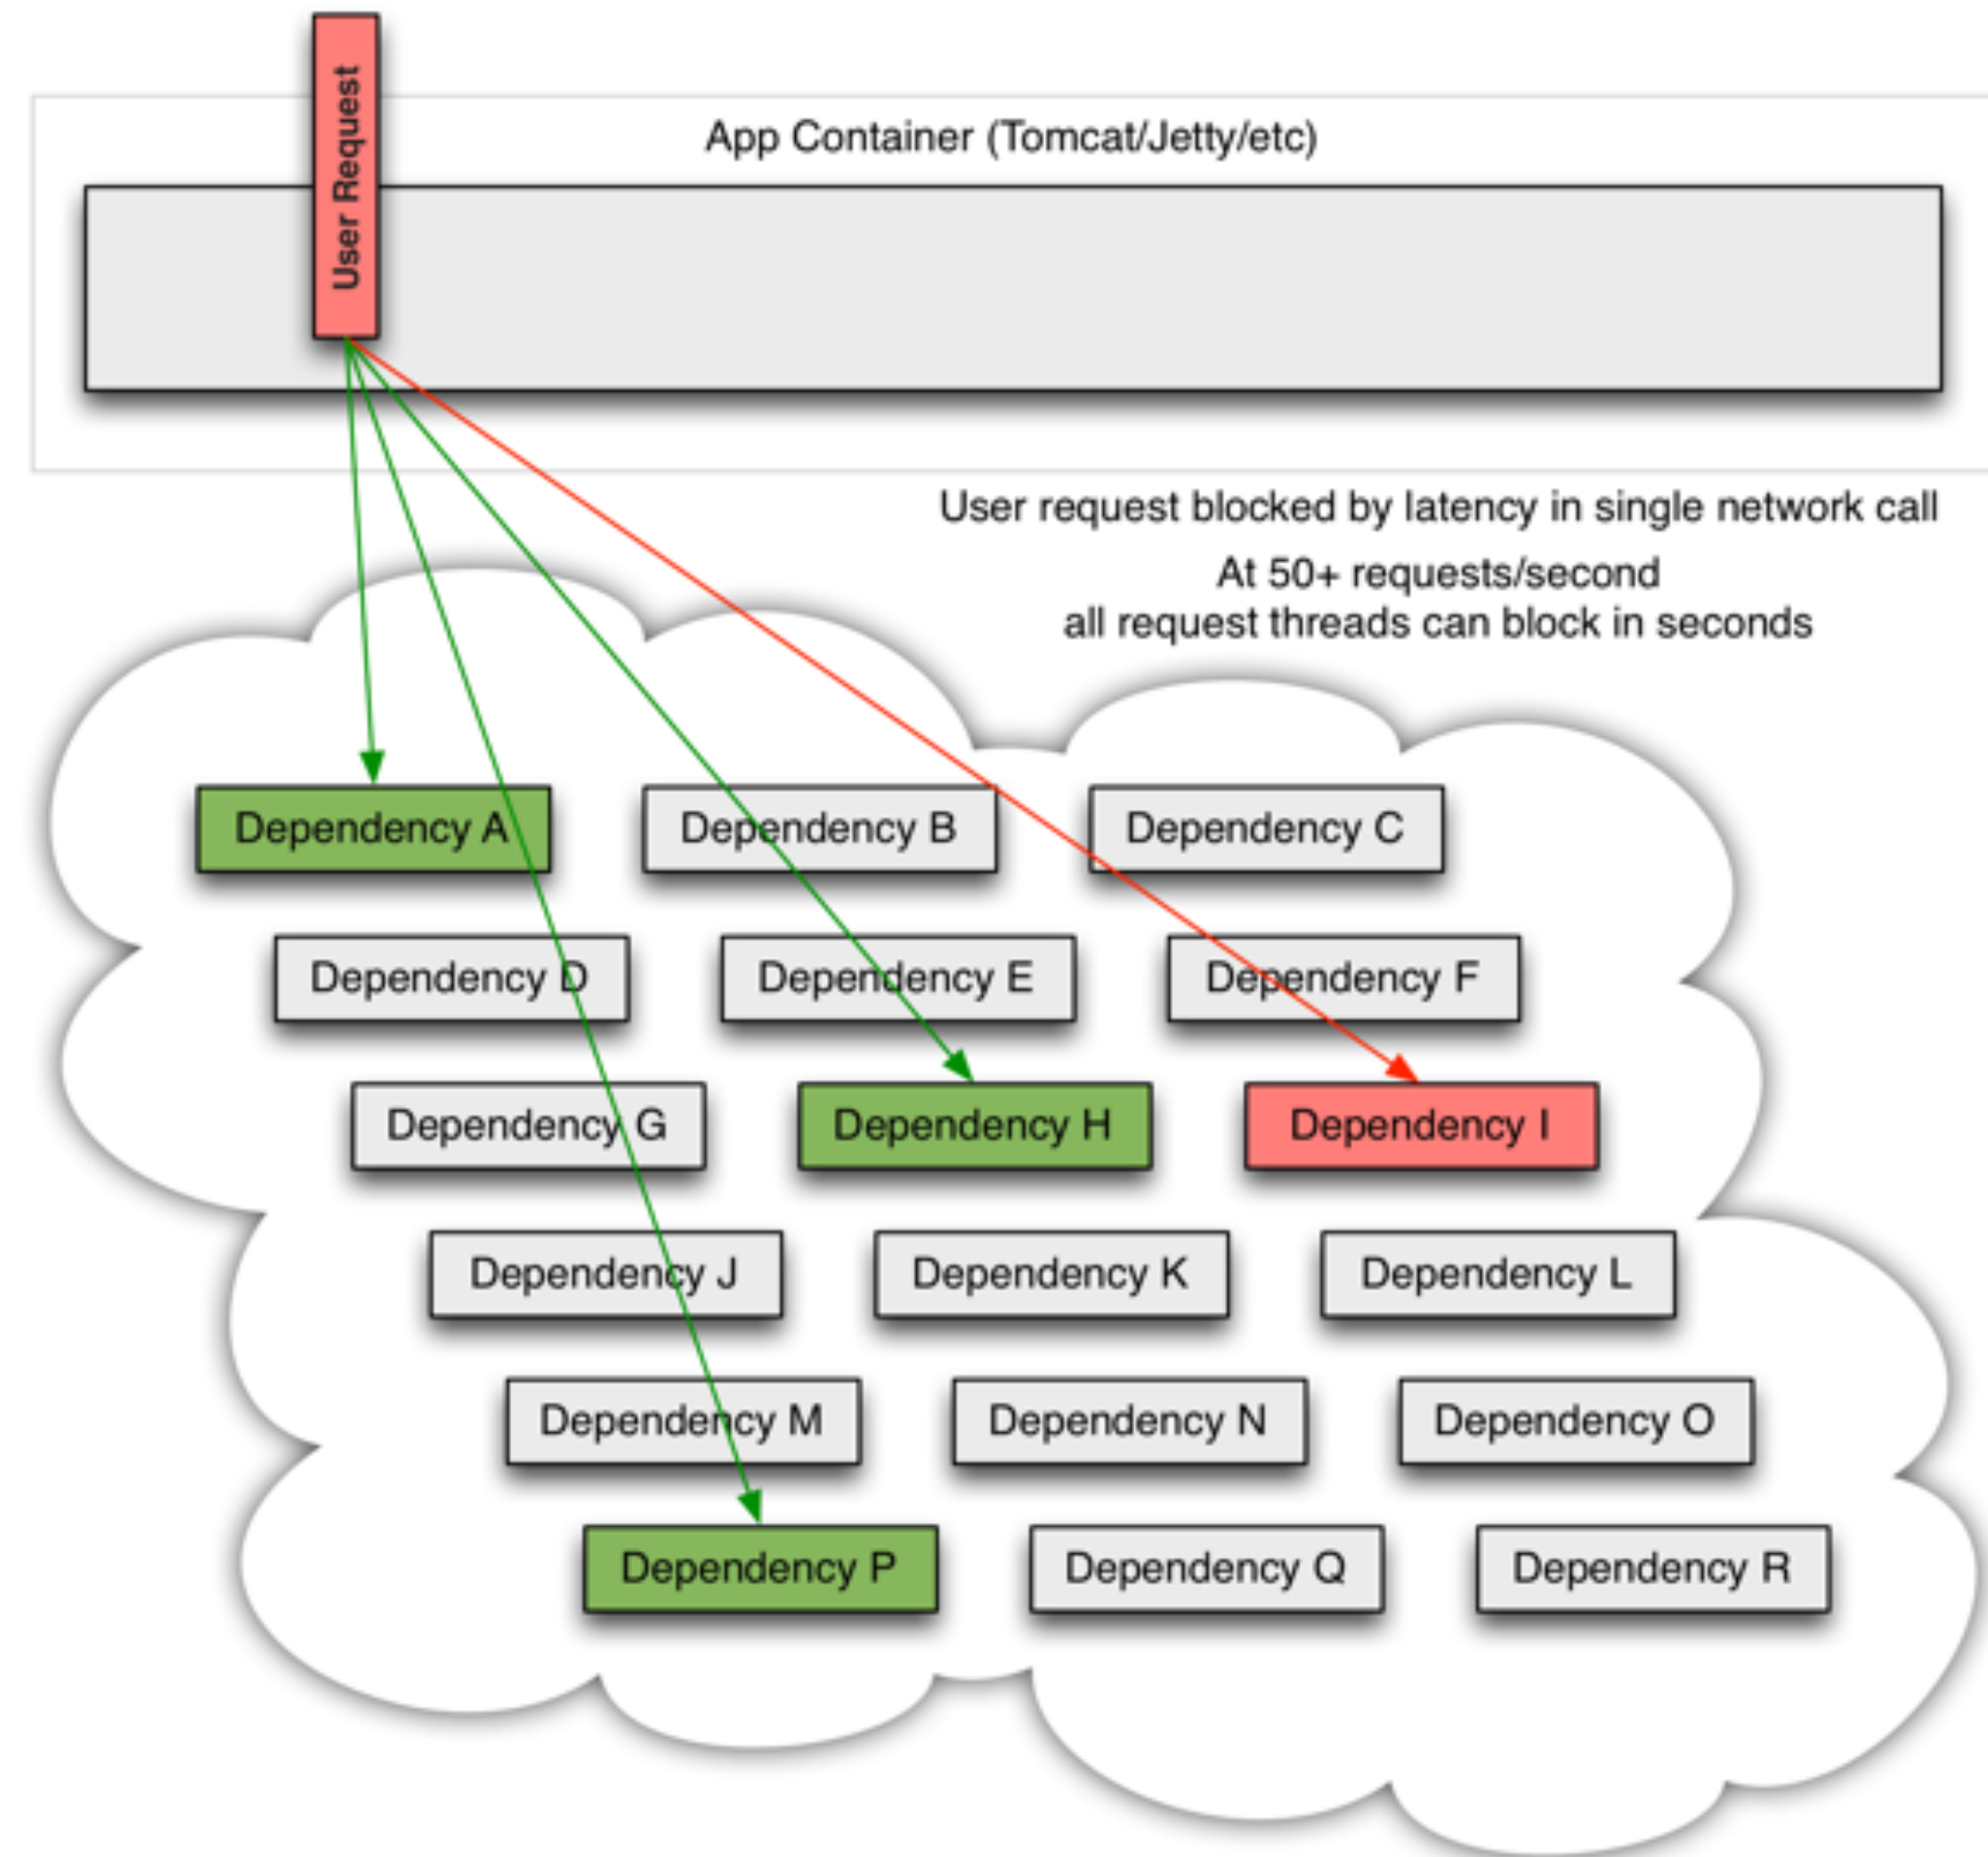 User Request
App Container (Tomcat/Jetty/etc)
User request blocked by latency in single network call
At 50+ requests/second
all request threads can block in seconds
Dependency A
Dependency B
Dependency C
Dependency D
Dependency E
Dependency F
Dependency G
Dependency H
Dependency I
Dependency J
Dependency K
Dependency L
Dependency M
Dependency N
Dependency O
Dependency P
Dependency Q
Dependency R